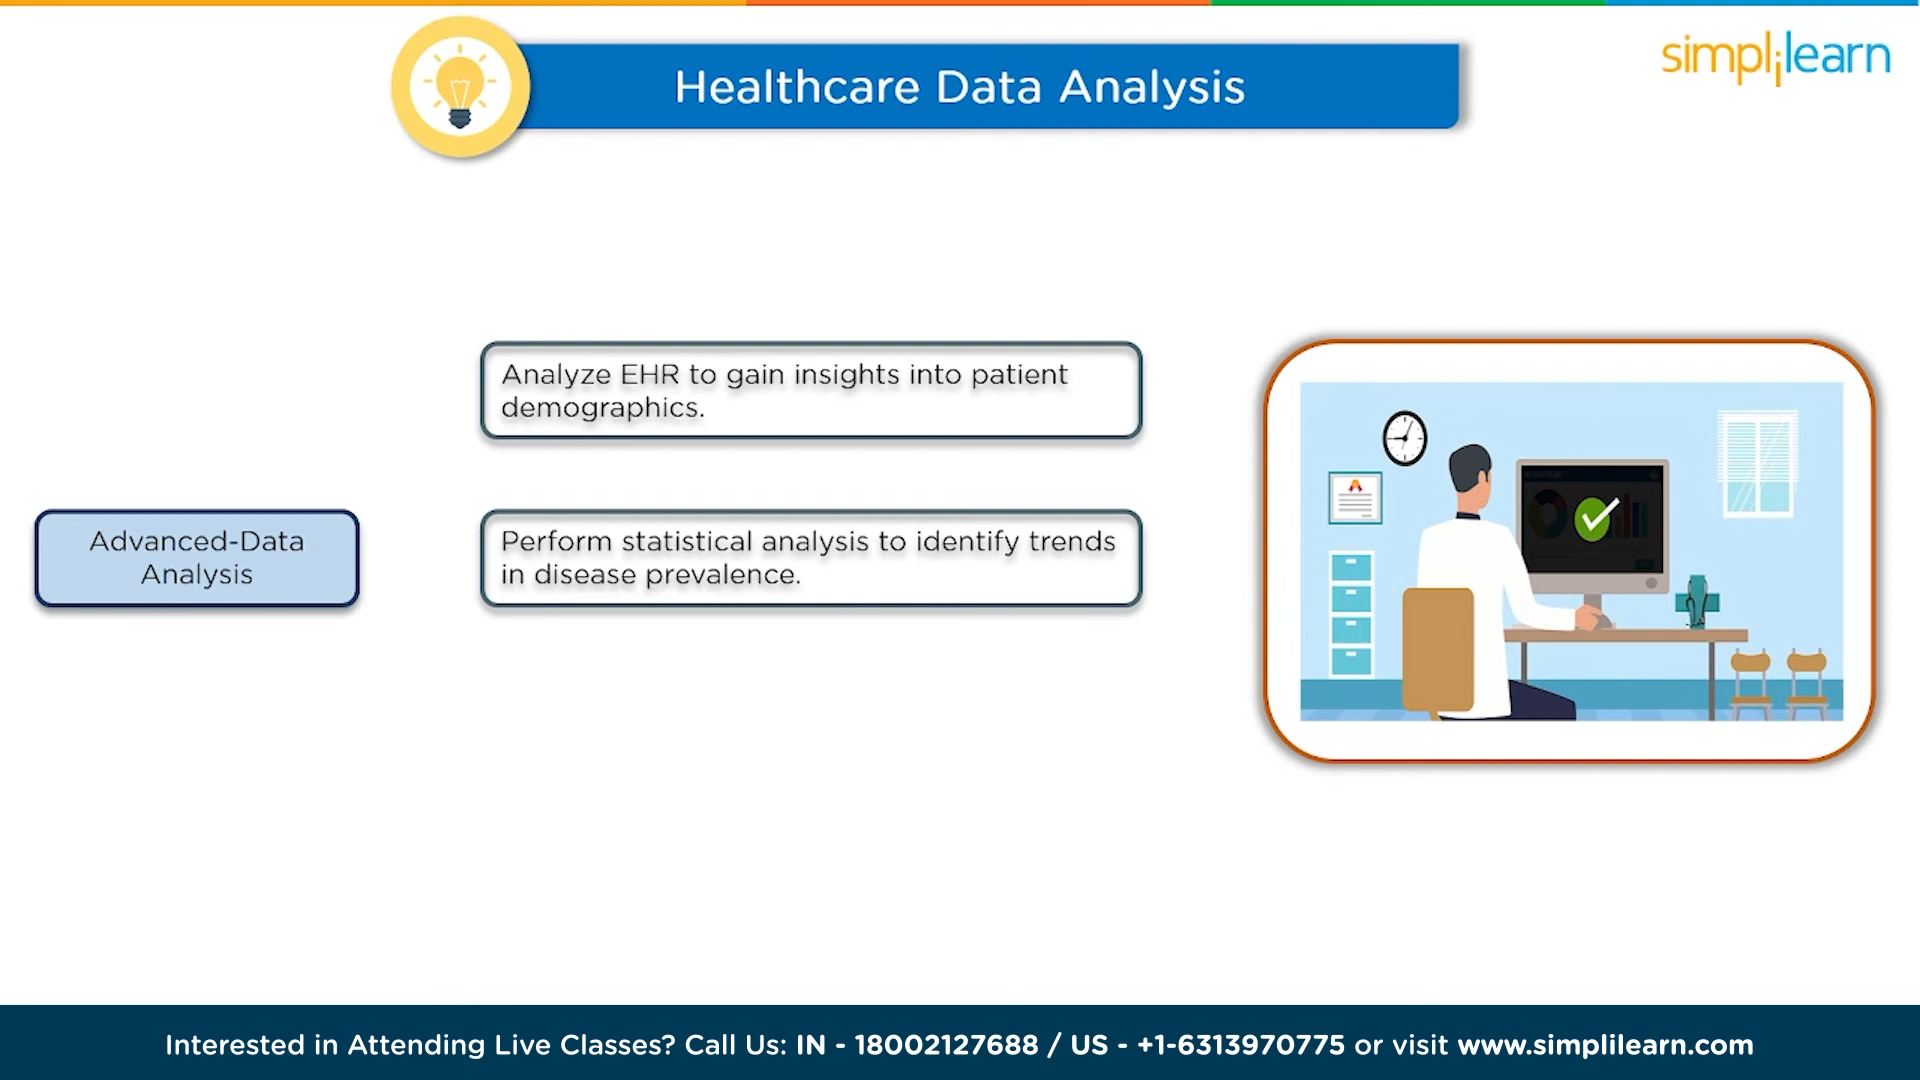 Healthcare Data Analysis
simplilearn
Analyze EHR to gain insights into patient
demographics.
Advanced-Data
Analysis
Perform statistical analysis to identify trends
in disease prevalence.
Interested in Attending Live Classes? Call Us: IN - 18002127688 / US - +1-6313970775 or visit www.simplilearn.com